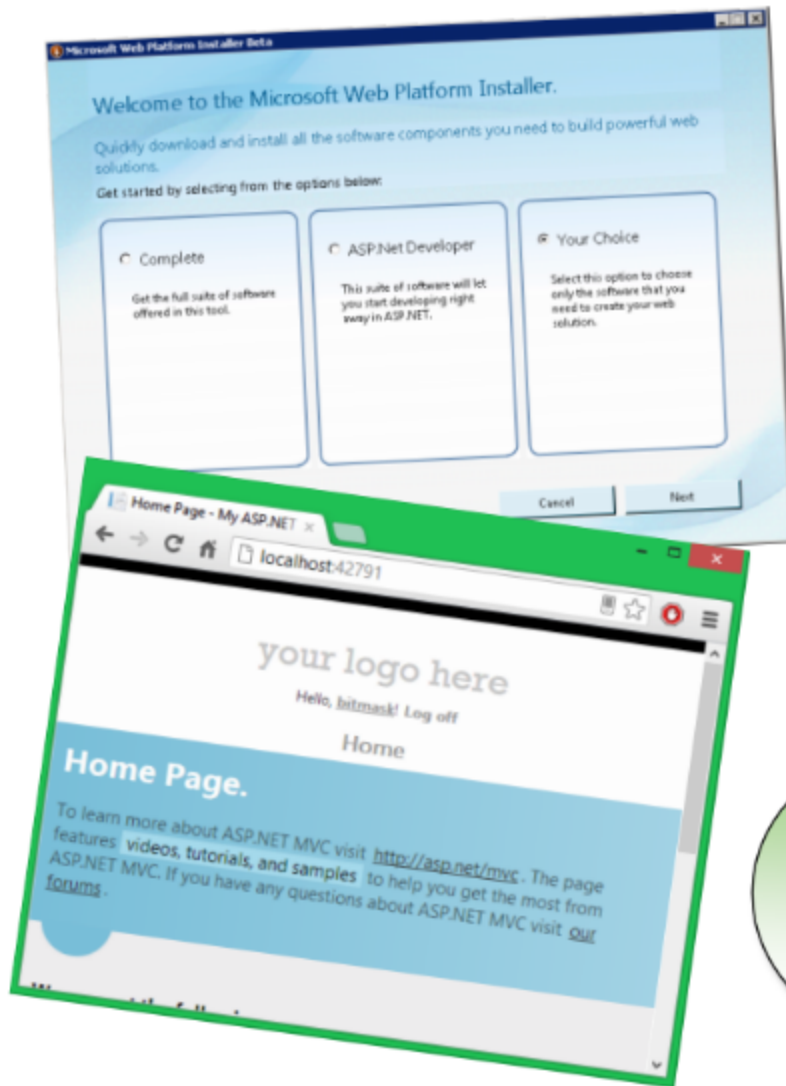 Microsoft Web Platform Installer Beta
Welcome to the Microsoft Web Platform Installer.
Quickly download and install all the software components you need to build powerful web
solutions.
Get started by selecting from the options below:
Complete
Get the full suite of software
offered in this tool.
ASP.Net Developer
This suite of software will let
you start developing right
away in ASP.NET.
Your Choice
Select this option to choose
only the software that you
need to create your web
solution.
Cancel
Next
Home Page - My ASP.NET
localhost:42791
your logo here
Hello, bitmask! Log off
Home
Home Page.
To learn more about ASP.NET MVC visit http://asp.net/mvc. The page
features videos, tutorials, and samples to help you get the most from
ASP.NET MVC. If you have any questions about ASP.NET MVC visit our
forums.